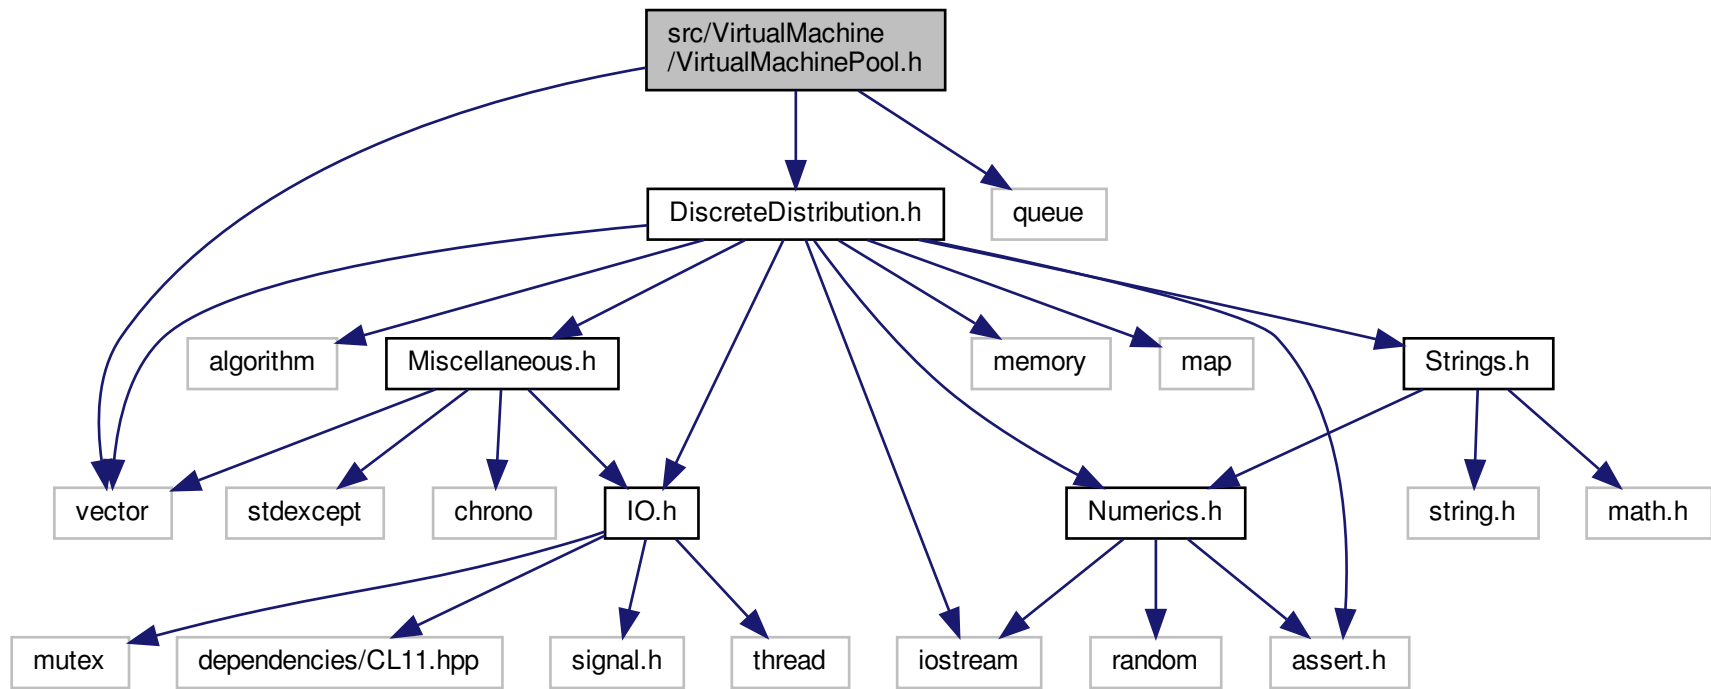 src/VirtualMachine
/VirtualMachinePool.h
DiscreteDistribution.h
queue
algorithm
Miscellaneous.h
memory
map
Strings.h
vector
stdexcept
chrono
IO.h
Numerics.h
string.h
math.h
mutex
dependencies/CL11.hpp
signal.h
thread
iostream
random
assert.h